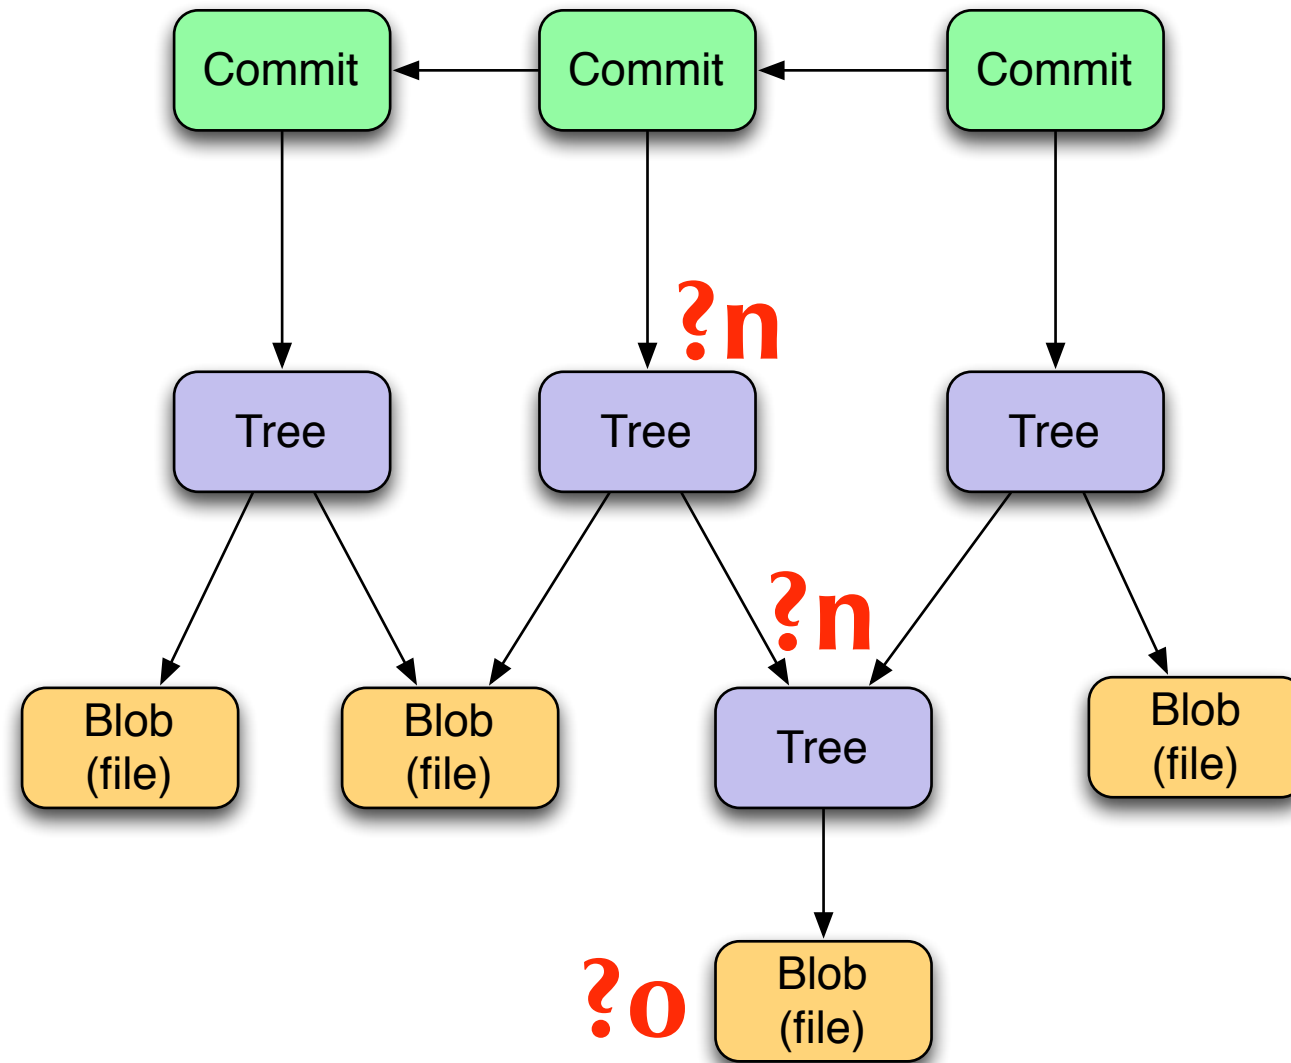 Commit
Commit
Commit
?n
Tree
Tree
Tree
?n
Blob
(file)
Blob
(file)
Tree
Blob
(file)
?o
Blob
(file)